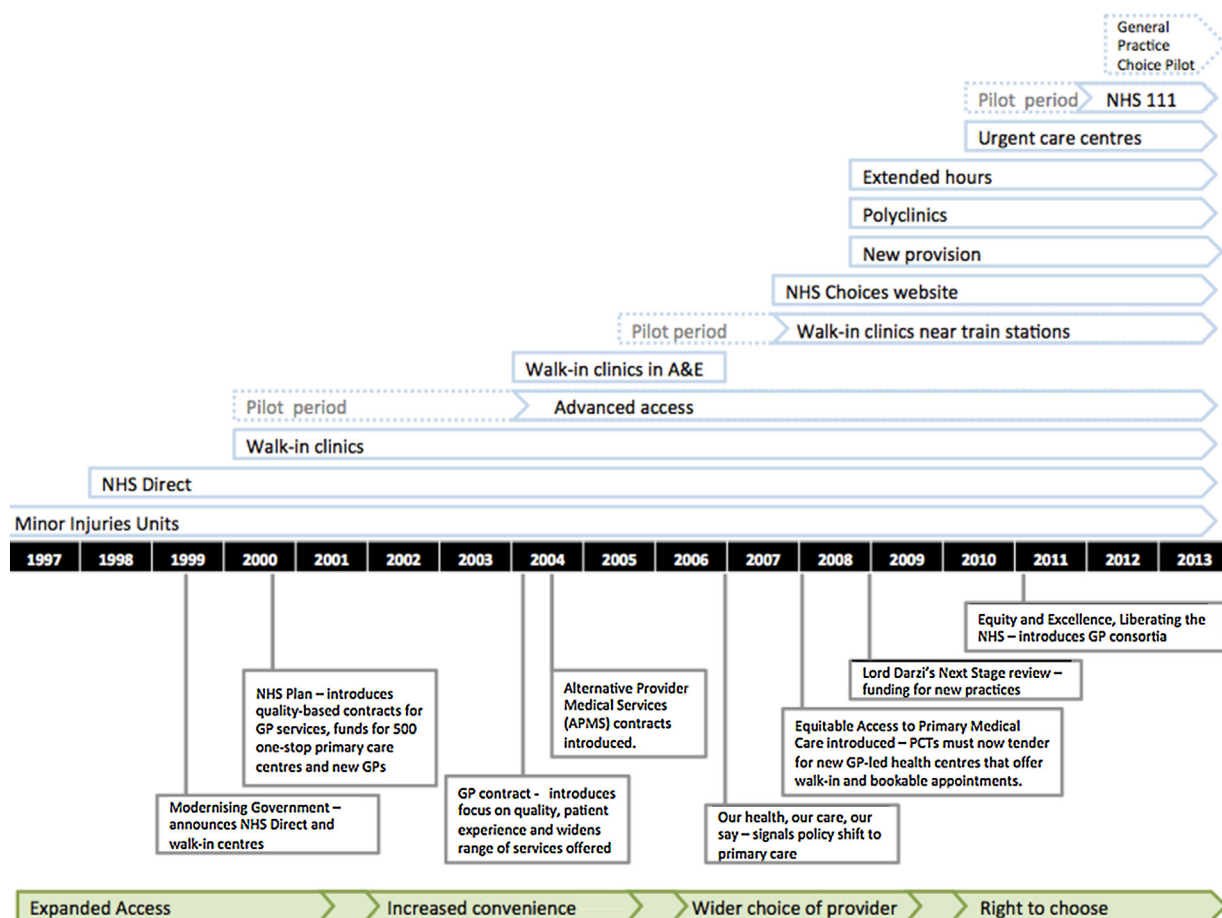 General
Practice
Choice Pilot
Pilot period
NHS 111
Urgent care centres
Extended hours
Polyclinics
New provision
NHS Choices website
Pilot period
Walk-in clinics near train stations
Walk-in clinics in A&E
Pilot period
Advanced access
Walk-in clinics
NHS Direct
Minor Injuries Units
1997 1998 1999 2000 2001 2002 2003 2004 2005 2006 2007 2008 2009 2010 2011 2012 2013
Equity and Excellence, Liberating the
NHS – introduces GP consortia
Lord Darzi's Next Stage review –
funding for new practices
NHS Plan – introduces
quality-based contracts for
GP services, funds for 500
one-stop primary care
centres and new GPs
Alternative Provider
Medical Services
(APMS) contracts
introduced.
Equitable Access to Primary Medical
Care introduced – PCTs must now tender
for new GP-led health centres that offer
walk-in and bookable appointments.
Modernising Government –
announces NHS Direct and
walk-in centres
GP contract - introduces
focus on quality, patient
experience and widens
range of services offered
Our health, our care, our
say – signals policy shift to
primary care
Expanded Access
Increased convenience
Wider choice of provider
Right to choose